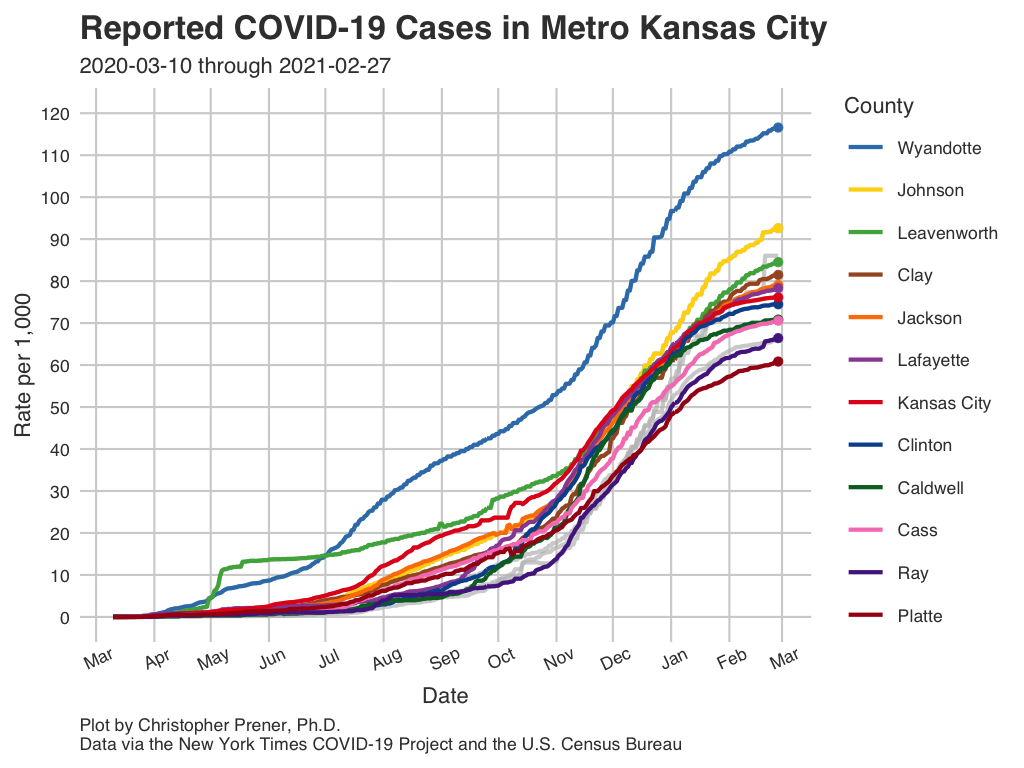 Reported COVID-19 Cases in Metro Kansas City
2020-03-10 through 2021-02-27
Rate per 1,000
120
110
100
90
80
70
60
50
40
30
20
10
0
Mar
Apr
May
Jun
Jul
Aug
Sep
Oct
Nov
Dec
Jan
Feb
Mar
Date
County
Wyandotte
Johnson
Leavenworth
Clay
Jackson
Lafayette
Kansas City
Clinton
Caldwell
Cass
Ray
Platte
Plot by Christopher Prener, Ph.D.
Data via the New York Times COVID-19 Project and the U.S. Census Bureau